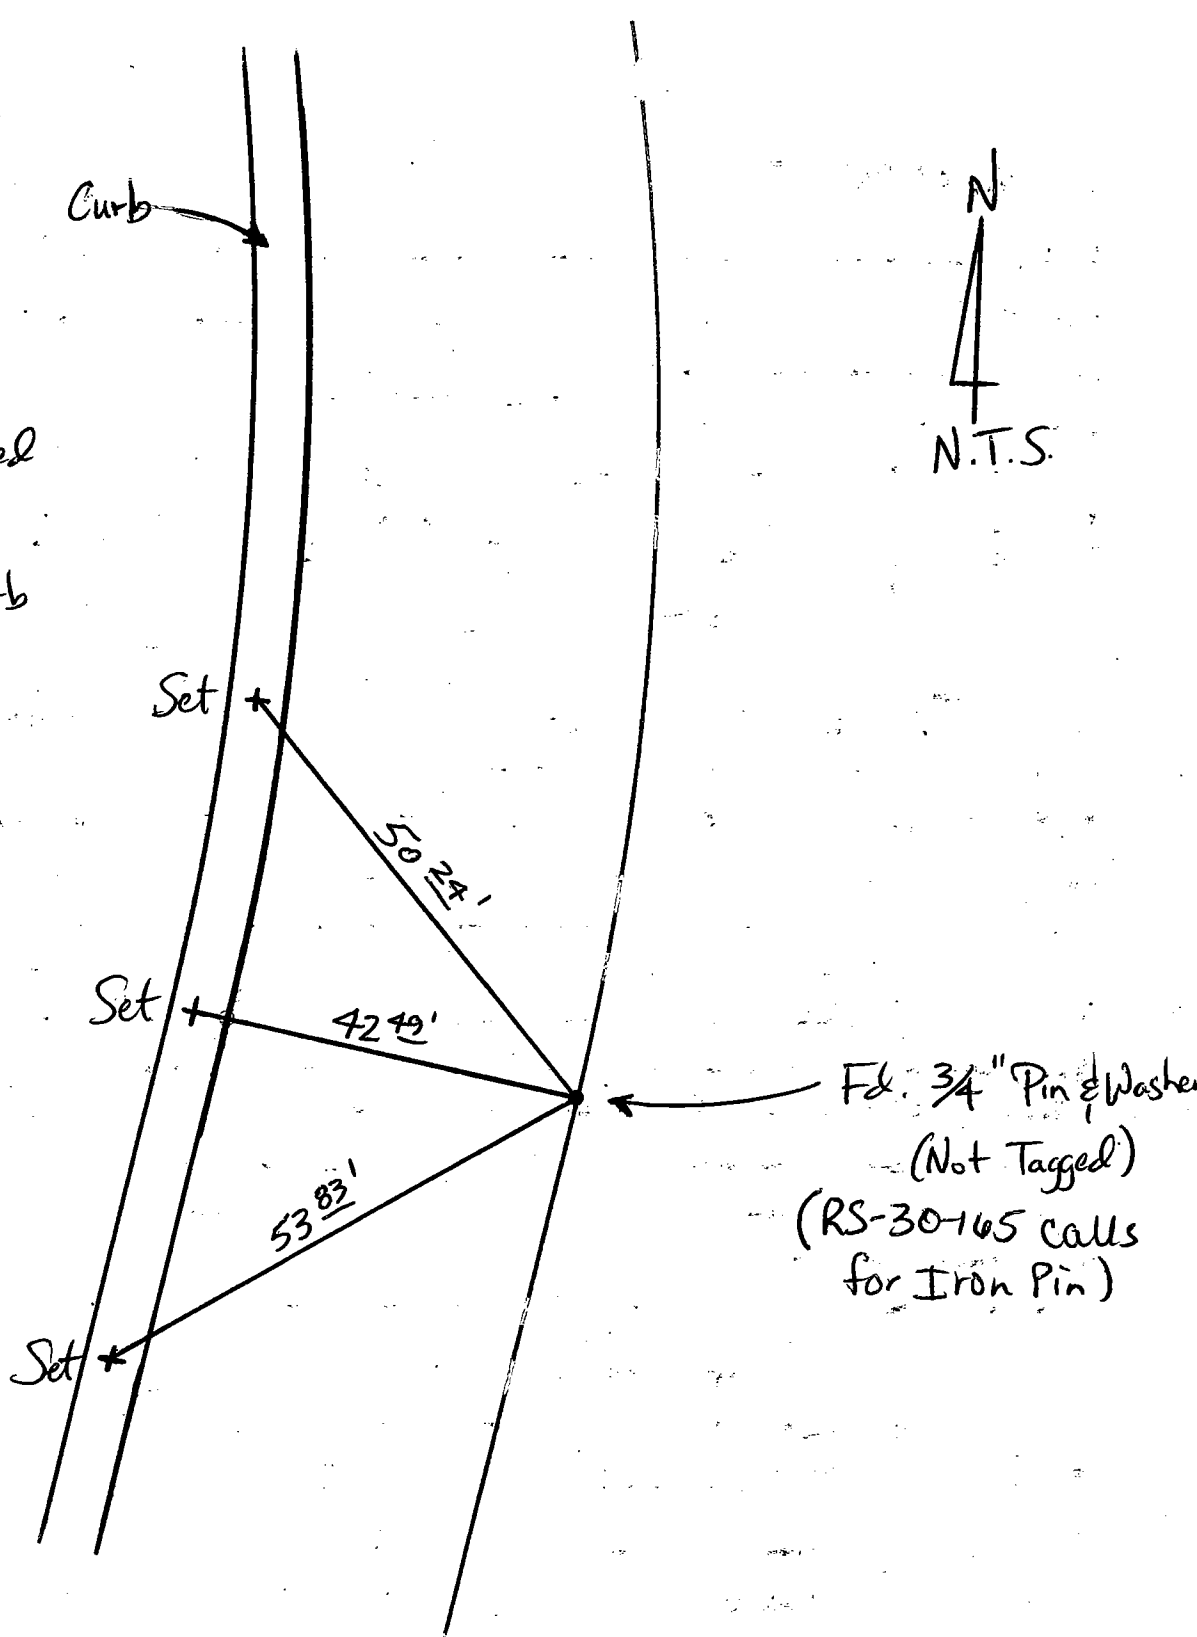 N
Curb
N.T.S.
Set
50 24'
Set
42 49'
Fd. 3/4" Pin & Washer
(Not Tagged)
(RS-30-165 calls
for Iron Pin)
53 83'
Set